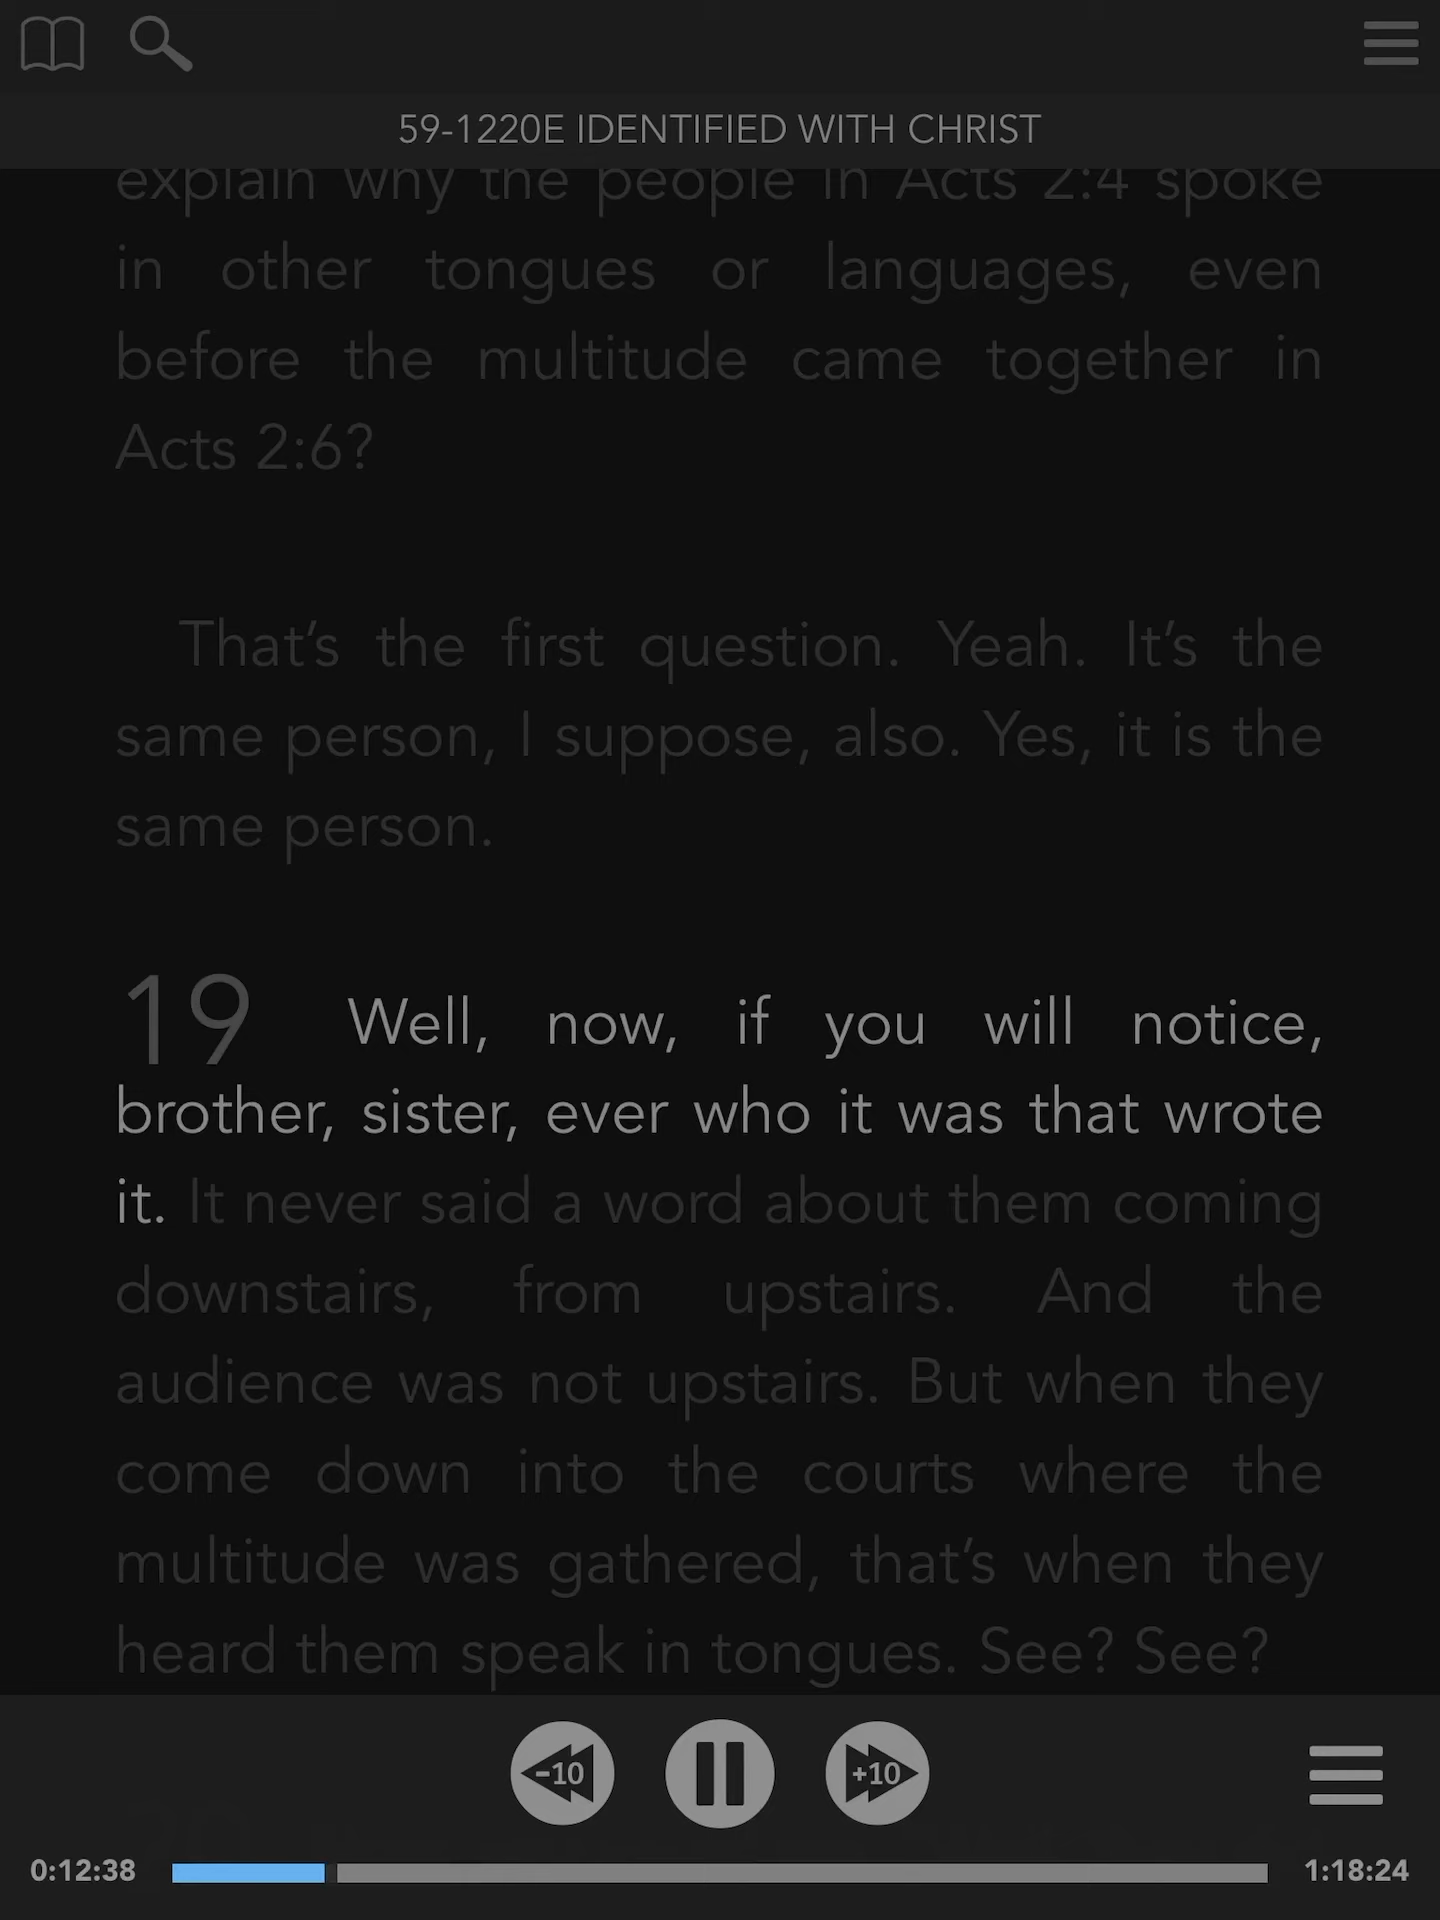 59-1220E IDENTIFIED WITH CHRIST
explain why the people in Acts 2:4 spoke
in other tongues or languages, even
before the multitude came together in
Acts 2:6?
That’s the first question. Yeah. It’s the
same person, I suppose, also. Yes, it is the
same person.
19 Well, now, if you will notice,
brother, sister, ever who it was that wrote
it. It never said a word about them coming
downstairs, from upstairs. And the
audience was not upstairs. But when they
come down into the courts where the
multitude was gathered, that’s when they
heard them speak in tongues. See? See?
-10 +10
0:12:38 1:18:24